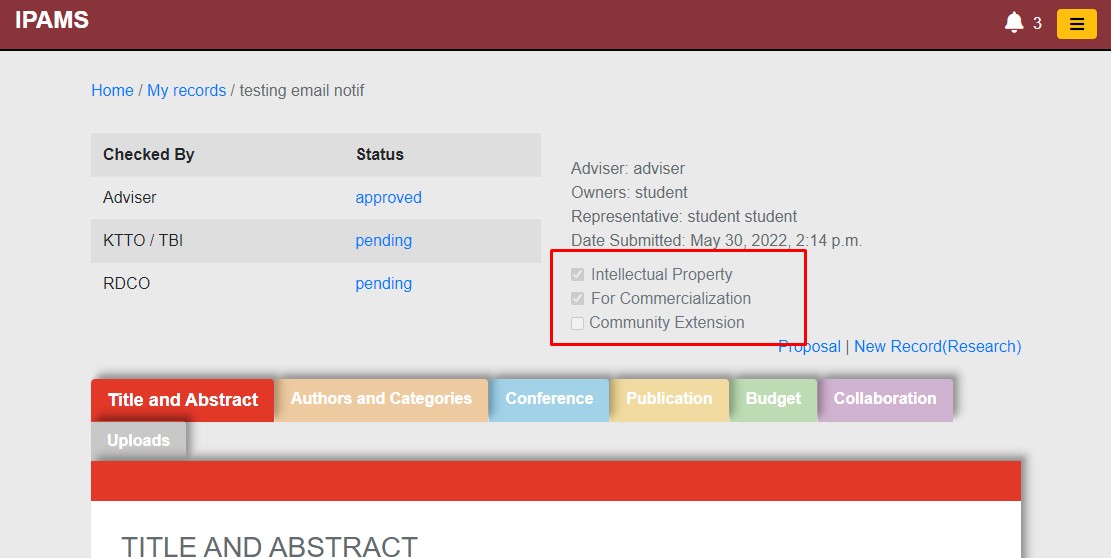 IPAMS
3
Home / My records / testing email notif
Checked By Status
Adviser approved
KTTO / TBI pending
RDCO pending
Adviser: adviser
Owners: student
Representative: student student
Date Submitted: May 30, 2022, 2:14 p.m.
Intellectual Property
For Commercialization
Community Extension
Proposal | New Record(Research)
Title and Abstract Authors and Categories Conference Publication Budget Collaboration
Uploads
TITLE AND ABSTRACT